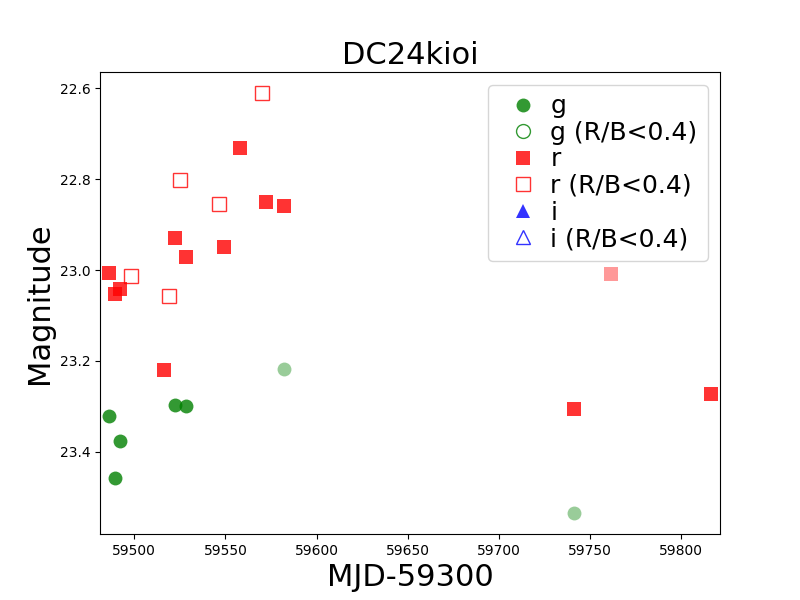 DC24kioi
22.6
22.8
23.0
23.2
23.4
Magnitude
g
g (R/B<0.4)
r
r (R/B<0.4)
i
i (R/B<0.4)
59500 59550 59600 59650 59700 59750 59800
MJD-59300